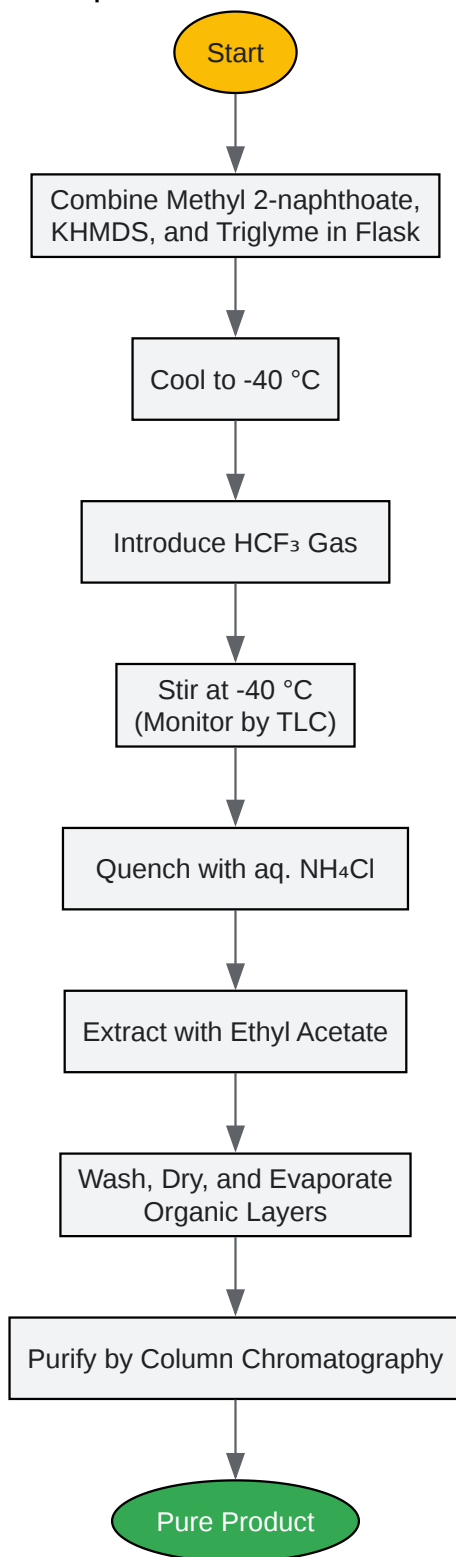 Start
Combine Methyl 2-naphthoate,
KHMDS, and Triglyme in Flask
Cool to -40 °C
Introduce HCF₃ Gas
Stir at -40 °C
(Monitor by TLC)
Quench with aq. NH₄Cl
Extract with Ethyl Acetate
Wash, Dry, and Evaporate
Organic Layers
Purify by Column Chromatography
Pure Product